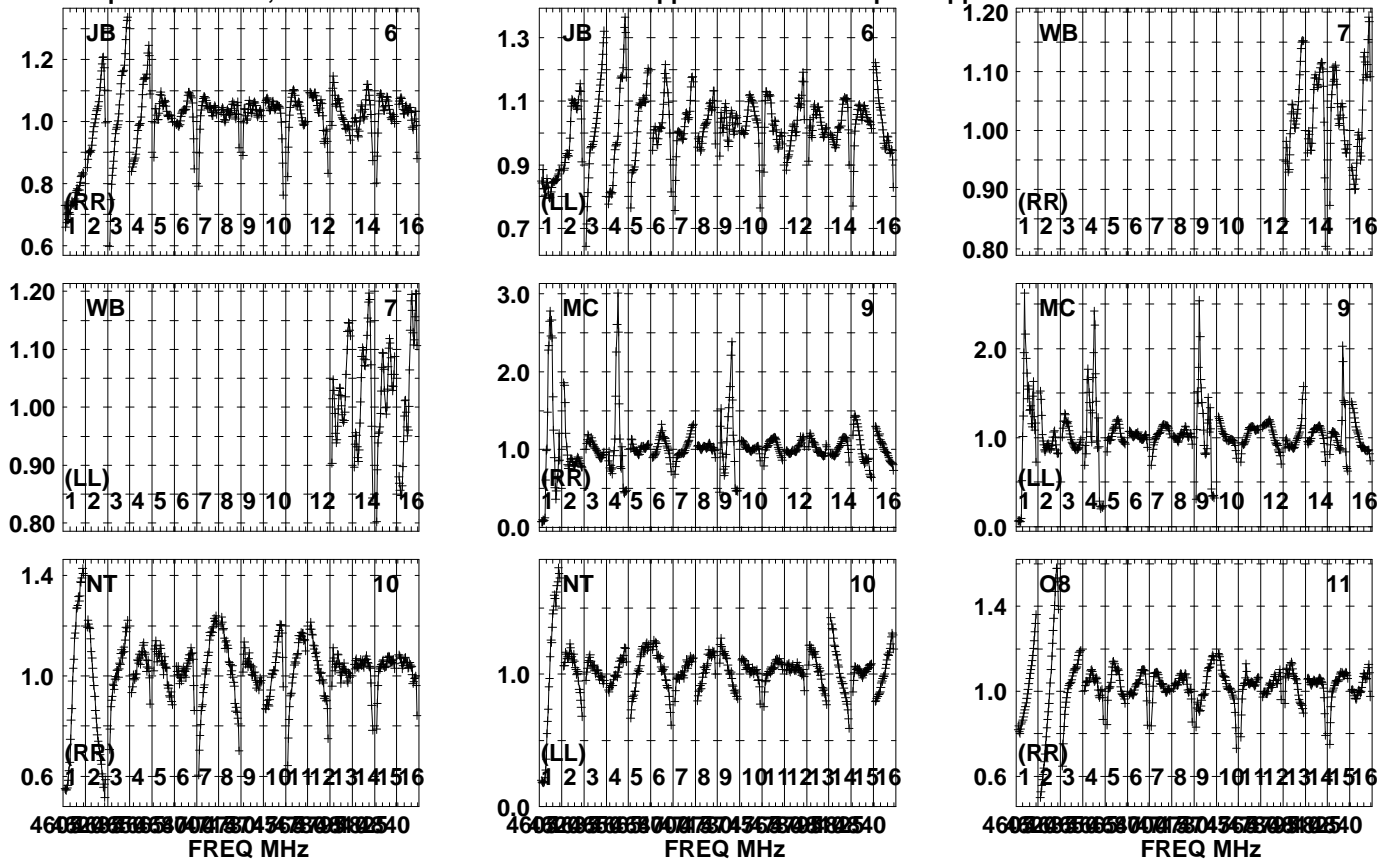 JB 6
1.2
1.0
0.8
0.6
(RR)
1 2 3 4 5 6 7 8 9 10 12 14 16
JB 6
1.3
1.1
0.9
0.7
(LL)
1 2 3 4 5 6 7 8 9 10 12 14 16
WB 7
1.20
1.10
1.00
0.90
0.80
(RR)
1 2 3 4 5 6 7 8 9 10 12 14 16
WB 7
1.20
1.10
1.00
0.90
0.80
(LL)
1 2 3 4 5 6 7 8 9 10 12 14 16
MC 9
3.0
2.0
1.0
0.0
(RR)
1 2 3 4 5 6 7 8 9 10 12 14 16
MC 9
2.0
1.0
0.0
(LL)
1 2 3 4 5 6 7 8 9 10 12 14 16
NT 10
1.4
1.0
0.6
(RR)
1 2 3 4 5 6 7 8 9 10 11 12 13 14 15 16
FREQ MHz
NT 10
1.0
0.0
(LL)
1 2 3 4 5 6 7 8 9 10 11 12 13 14 15 16
FREQ MHz
O8 11
1.4
1.0
0.6
(RR)
1 2 3 4 5 6 7 8 9 10 11 12 13 14 15 16
FREQ MHz